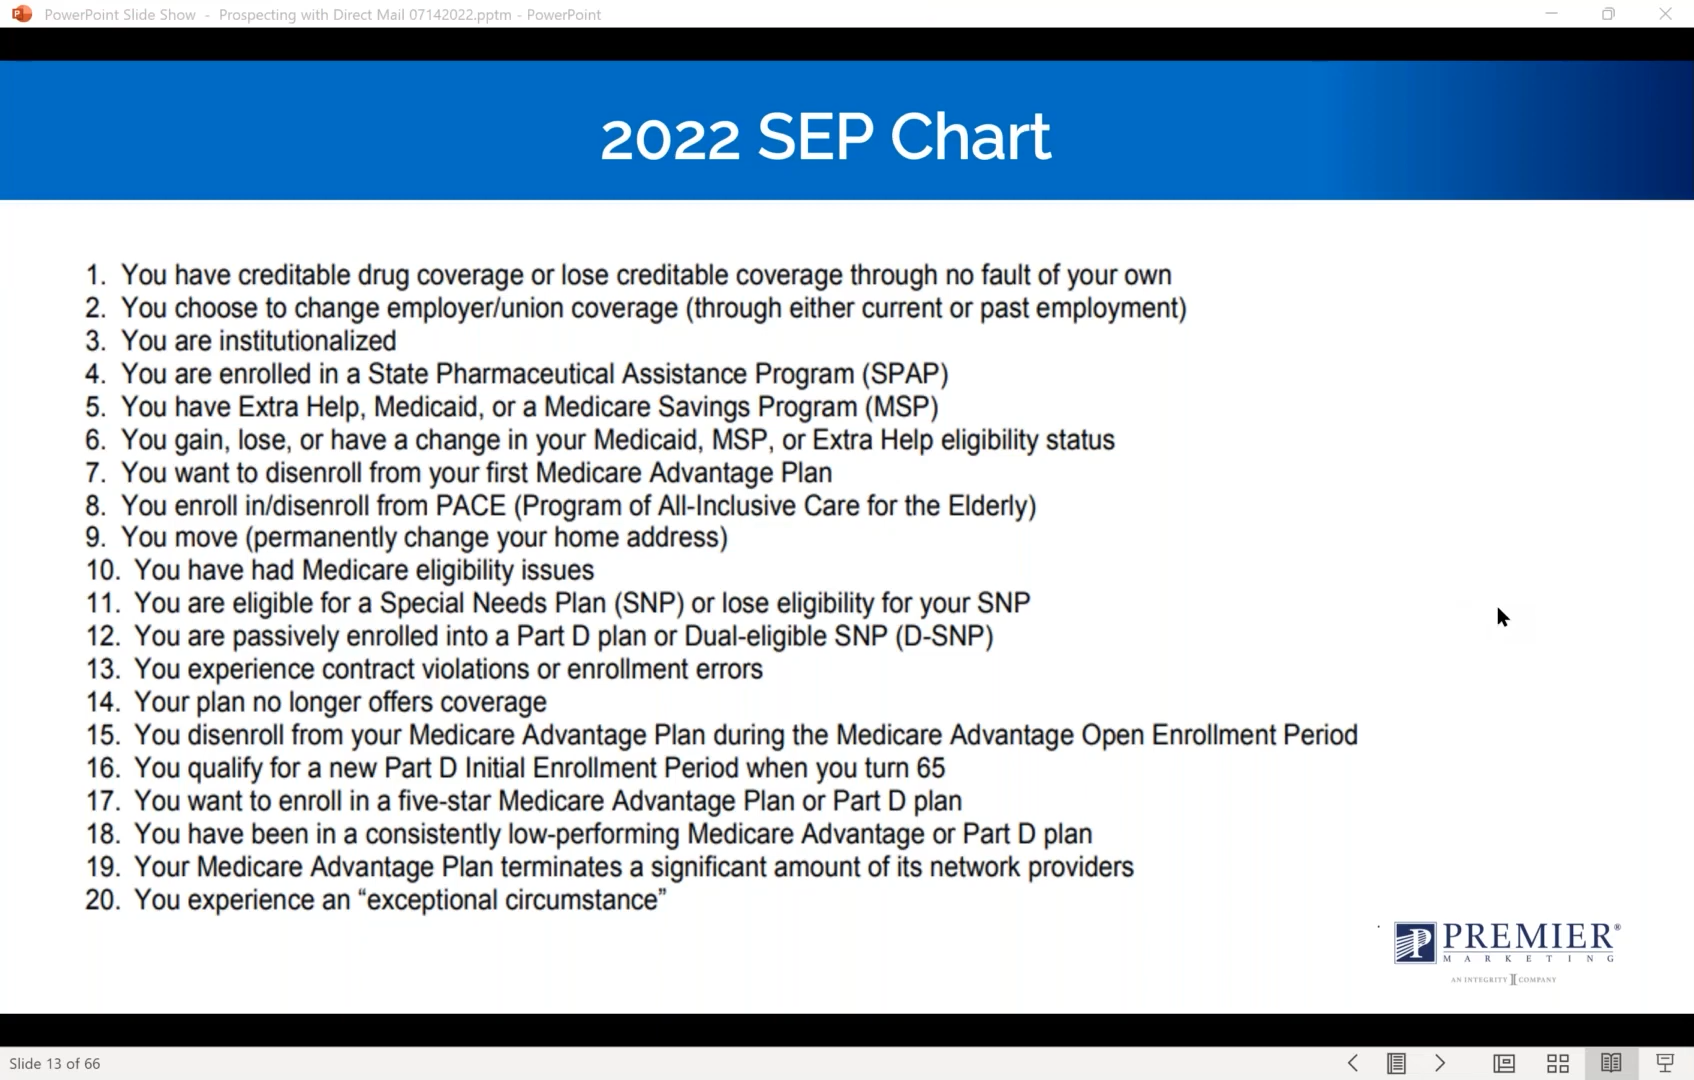 PowerPoint Slide Show - Prospecting with Direct Mail 07142022.pptm - PowerPoint
2022 SEP Chart
1. You have creditable drug coverage or lose creditable coverage through no fault of your own
2. You choose to change employer/union coverage (through either current or past employment)
3. You are institutionalized
4. You are enrolled in a State Pharmaceutical Assistance Program (SPAP)
5. You have Extra Help, Medicaid, or a Medicare Savings Program (MSP)
6. You gain, lose, or have a change in your Medicaid, MSP, or Extra Help eligibility status
7. You want to disenroll from your first Medicare Advantage Plan
8. You enroll in/disenroll from PACE (Program of All-Inclusive Care for the Elderly)
9. You move (permanently change your home address)
10. You have had Medicare eligibility issues
11. You are eligible for a Special Needs Plan (SNP) or lose eligibility for your SNP
12. You are passively enrolled into a Part D plan or Dual-eligible SNP (D-SNP)
13. You experience contract violations or enrollment errors
14. Your plan no longer offers coverage
15. You disenroll from your Medicare Advantage Plan during the Medicare Advantage Open Enrollment Period
16. You qualify for a new Part D Initial Enrollment Period when you turn 65
17. You want to enroll in a five-star Medicare Advantage Plan or Part D plan
18. You have been in a consistently low-performing Medicare Advantage or Part D plan
19. Your Medicare Advantage Plan terminates a significant amount of its network providers
20. You experience an “exceptional circumstance”
P PREMIER®
MARKETING
AN INTEGRITY COMPANY
Slide 13 of 66